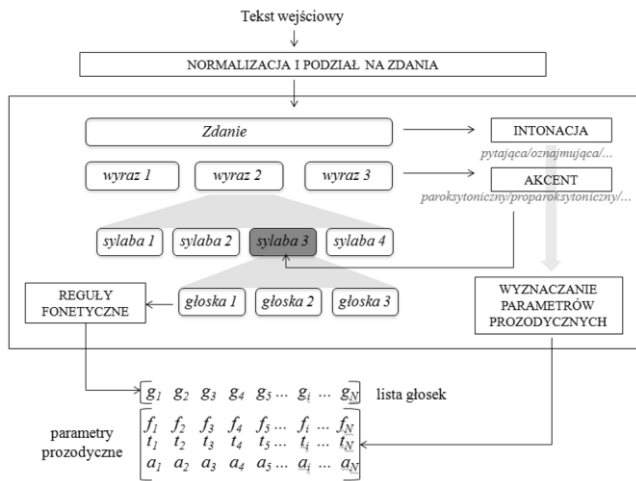 Tekst wejściowy
NORMALIZACJA I PODZIAŁ NA ZDANIA
Zdanie
INTONACJA
pytająca/oznajmująca/...
wyraz 1 wyraz 2 wyraz 3
AKCENT
paroksytoniczny/proparoksytoniczny/...
sylaba 1 sylaba 2 sylaba 3 sylaba 4
REGUŁY
FONETYCZNE
głoska 1 głoska 2 głoska 3
WYZNACZANIE
PARAMETRÓW
PROZODYCZNYCH
g1 g2 g3 g4 g5 ... gi ... gN lista głosek
parametry
prozodyczne
f1 f2 f3 f4 f5 ... fi ... fN
t1 t2 t3 t4 t5 ... ti ... tN
a1 a2 a3 a4 a5 ... ai ... aN